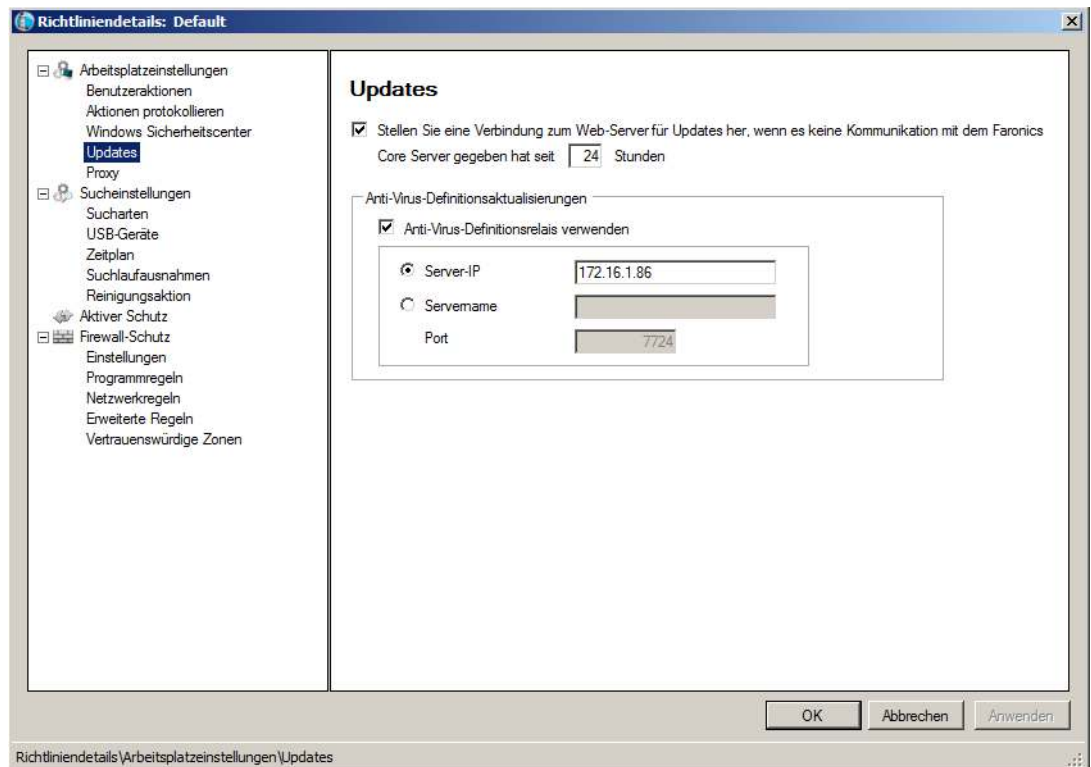 Richtliniendetails: Default
Arbeitsplatzeinstellungen
Benutzeraktionen
Aktionen protokollieren
Windows Sicherheitscenter
Updates
Proxy
Sucheinstellungen
Sucharten
USB-Geräte
Zeitplan
Suchlaufausnahmen
Reinigungsaktion
Aktiver Schutz
Firewall-Schutz
Einstellungen
Programmregeln
Netzwerkregeln
Erweiterte Regeln
Vertrauenswürdige Zonen
Updates
Stellen Sie eine Verbindung zum Web-Server für Updates her, wenn es keine Kommunikation mit dem Faronics
Core Server gegeben hat seit 24 Stunden
Anti-Virus-Definitionsaktualisierungen
Anti-Virus-Definitionsrelais verwenden
Server-IP 172.16.1.86
Servername
Port 7724
OK Abbrechen Anwenden
Richtliniendetails\Arbeitsplatzeinstellungen\Updates